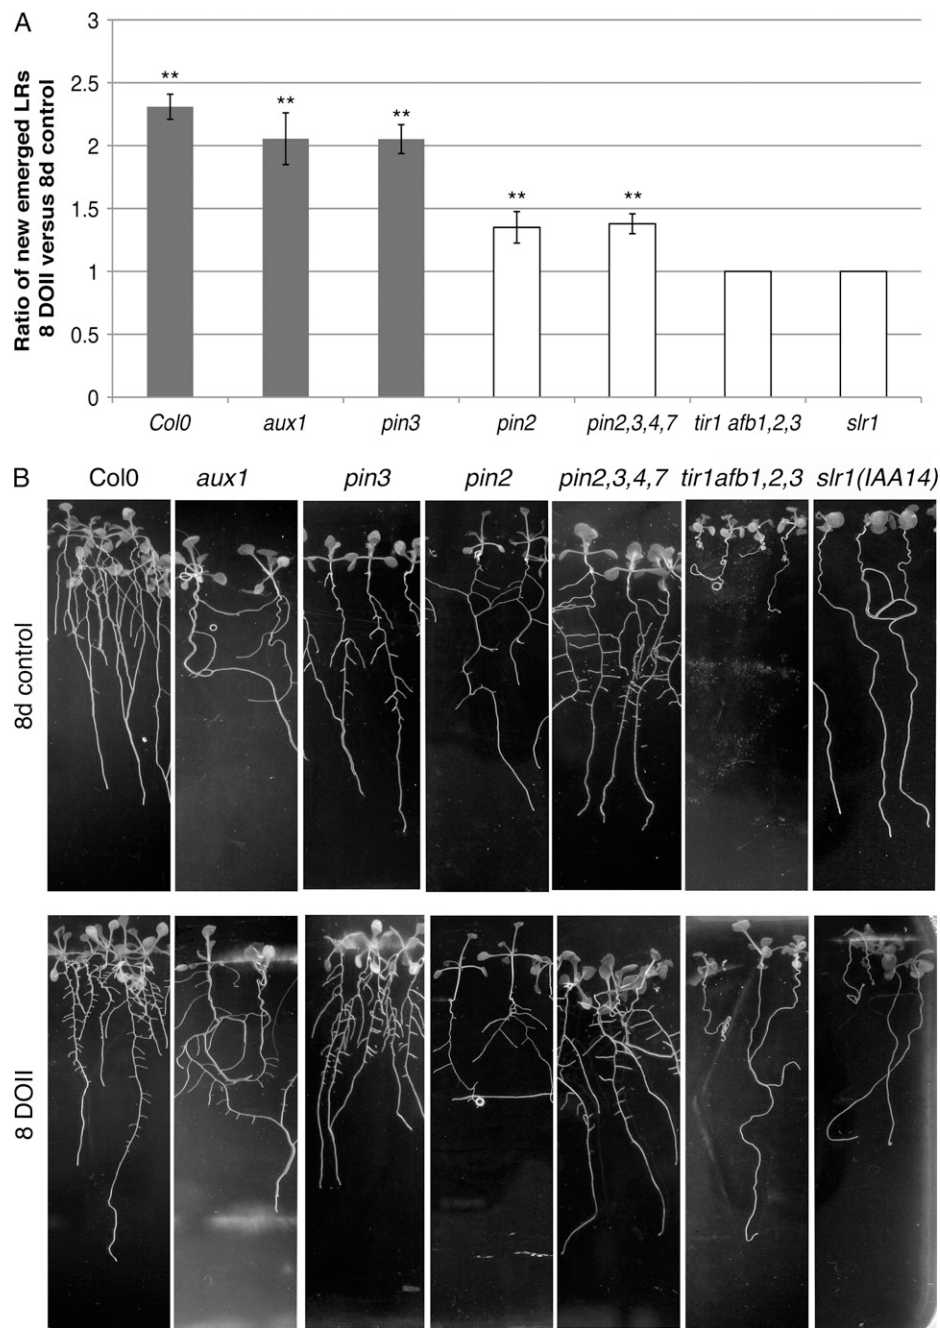 A
Ratio of new emerged LRs
8 DOII versus 8d control
3
2.5
2
1.5
1
0.5
0
**
**
**
**
**
Col0
aux1
pin3
pin2
pin2,3,4,7
tir1 afb1,2,3
slr1
B
Col0
aux1
pin3
pin2
pin2,3,4,7
tir1afb1,2,3
slr1(IAA14)
8d control
8 DOII